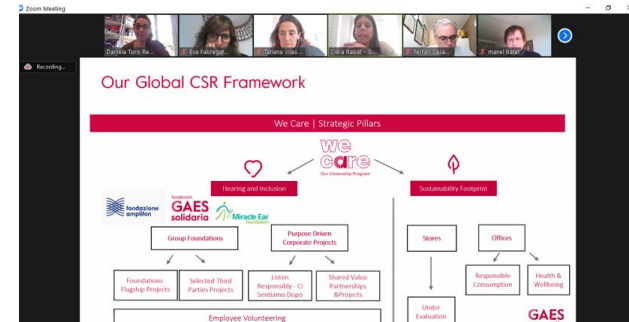 Zoom Meeting
Daniela Toro Re...
Eva Fabregat...
Tatiana Vilas...
Clara Rabat - G...
Ferran Casa...
manel batet
Recording...
Our Global CSR Framework
We Care | Strategic Pillars
we
care
Our Citizenship Program
Hearing and Inclusion
Sustainability Footprint
fondazione
amplifon
fundación
GAES
solidaria
Miracle-Ear
Foundation
Group Foundations
Purpose Driven
Corporate Projects
Stores
Offices
Foundations
Flagship Projects
Selected Third
Parties Projects
Listen
Responsibly - Ci
Sentiamo Dopo
Shared Value
Partnerships
&Projects
Responsible
Consumption
Health &
Wellbeing
Under
Evaluation
Employee Volunteering
GAES